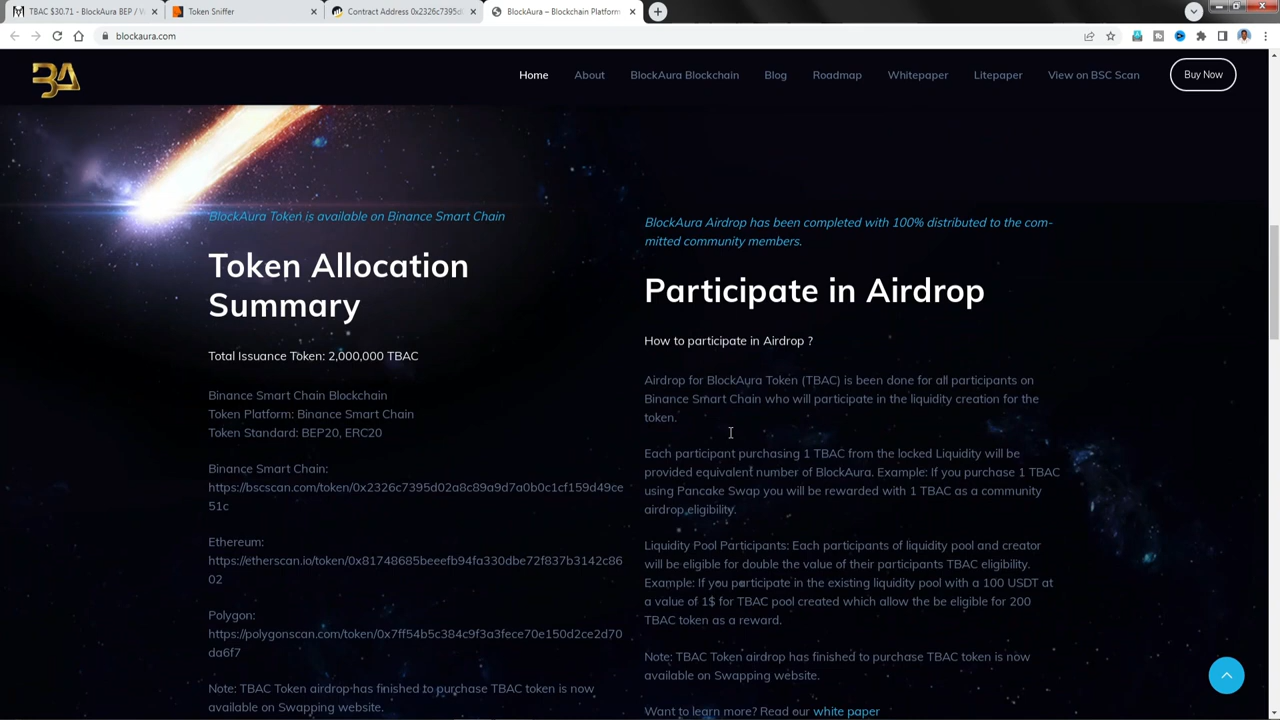 TBAC $30.71 - BlockAura BEP / W
Token Sniffer
Contract Address 0x2326c7395d
BlockAura – Blockchain Platform
blockaura.com
BA
Home
About
BlockAura Blockchain
Blog
Roadmap
Whitepaper
Litepaper
View on BSC Scan
Buy Now
BlockAura Token is available on Binance Smart Chain
Token Allocation
Summary
Total Issuance Token: 2,000,000 TBAC
Binance Smart Chain Blockchain
Token Platform: Binance Smart Chain
Token Standard: BEP20, ERC20
Binance Smart Chain:
https://bscscan.com/token/0x2326c7395d02a8c89a9d7a0b0c1cf159d49ce
51c
Ethereum:
https://etherscan.io/token/0x81748685beeefb94fa330dbe72f837b3142c86
02
Polygon:
https://polygonscan.com/token/0x7ff54b5c384c9f3a3fece70e150d2ce2d70
da6f7
Note: TBAC Token airdrop has finished to purchase TBAC token is now
available on Swapping website.
BlockAura Airdrop has been completed with 100% distributed to the com-
mitted community members.
Participate in Airdrop
How to participate in Airdrop ?
Airdrop for BlockAura Token (TBAC) is been done for all participants on
Binance Smart Chain who will participate in the liquidity creation for the
token.
Each participant purchasing 1 TBAC from the locked Liquidity will be
provided equivalent number of BlockAura. Example: If you purchase 1 TBAC
using Pancake Swap you will be rewarded with 1 TBAC as a community
airdrop eligibility.
Liquidity Pool Participants: Each participants of liquidity pool and creator
will be eligible for double the value of their participants TBAC eligibility.
Example: If you participate in the existing liquidity pool with a 100 USDT at
a value of 1$ for TBAC pool created which allow the be eligible for 200
TBAC token as a reward.
Note: TBAC Token airdrop has finished to purchase TBAC token is now
available on Swapping website.
Want to learn more? Read our white paper